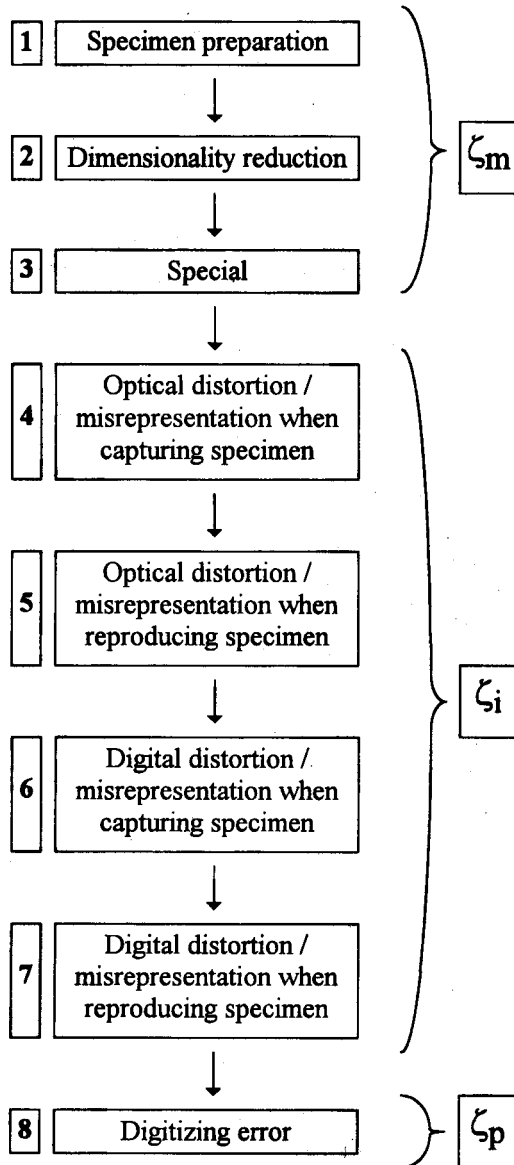 1 Specimen preparation
2 Dimensionality reduction
ζm
3 Special
4
Optical distortion /
misrepresentation when
capturing specimen
5
Optical distortion /
misrepresentation when
reproducing specimen
ζi
6
Digital distortion /
misrepresentation when
capturing specimen
7
Digital distortion /
misrepresentation when
reproducing specimen
8 Digitizing error
ζp